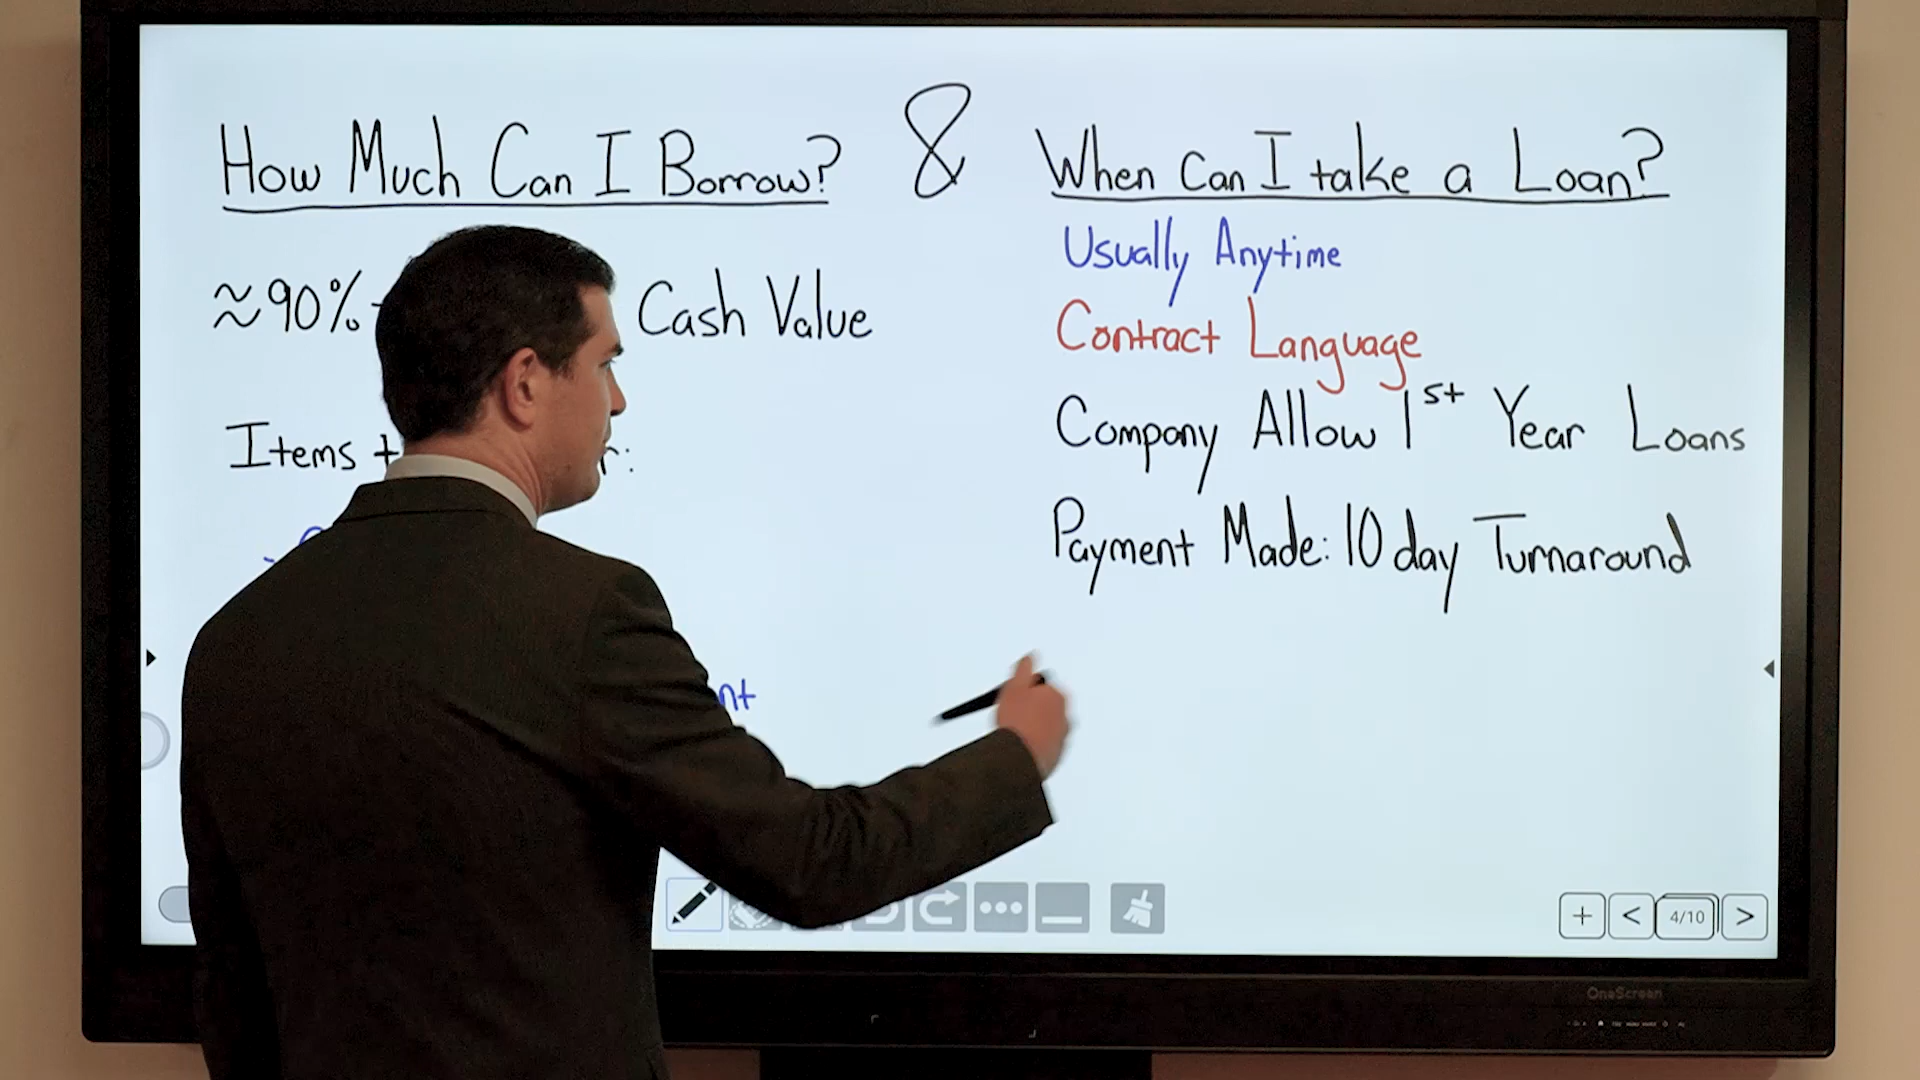 How Much Can I Borrow?
&
When Can I take a Loan?
≈90%
Cash Value
Items
Usually Anytime
Contract Language
Company Allow 1st Year Loans
Payment Made: 10 day Turnaround
4/10
OneScreen